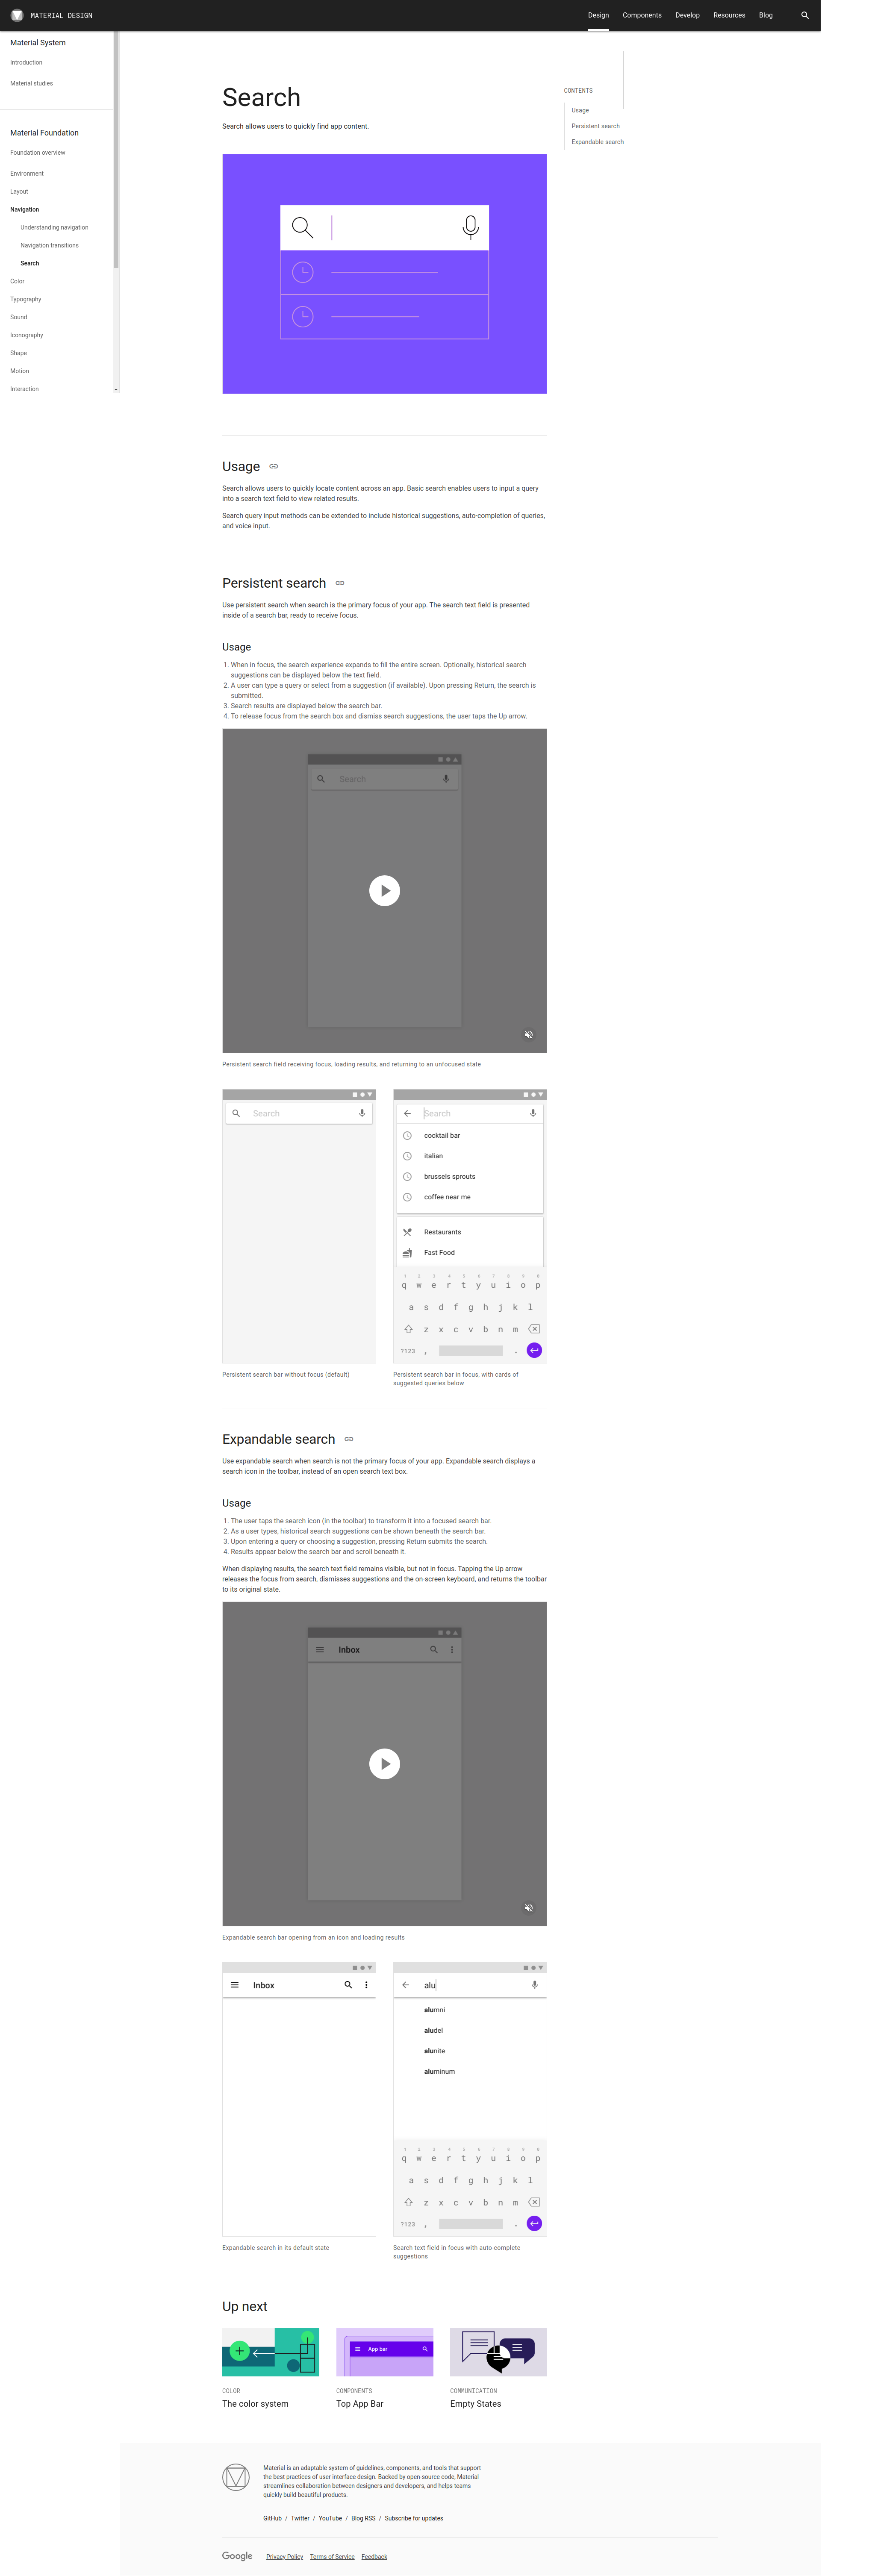 MATERIAL DESIGN
Design
Components
Develop
Resources
Blog
Material System
Introduction
Material studies
Material Foundation
Foundation overview
Environment
Layout
Navigation
Understanding navigation
Navigation transitions
Search
Color
Typography
Sound
Iconography
Shape
Motion
Interaction
Search
Search allows users to quickly find app content.
CONTENTS
Usage
Persistent search
Expandable search
Usage
Search allows users to quickly locate content across an app. Basic search enables users to input a query
into a search text field to view related results.
Search query input methods can be extended to include historical suggestions, auto-completion of queries,
and voice input.
Persistent search
Use persistent search when search is the primary focus of your app. The search text field is presented
inside of a search bar, ready to receive focus.
Usage
1. When in focus, the search experience expands to fill the entire screen. Optionally, historical search
suggestions can be displayed below the text field.
2. A user can type a query or select from a suggestion (if available). Upon pressing Return, the search is
submitted.
3. Search results are displayed below the search bar.
4. To release focus from the search box and dismiss search suggestions, the user taps the Up arrow.
Search
Persistent search field receiving focus, loading results, and returning to an unfocused state
Search
Persistent search bar without focus (default)
Search
cocktail bar
italian
brussels sprouts
coffee near me
Restaurants
Fast Food
1 2 3 4 5 6 7 8 9 0
q w e r t y u i o p
a s d f g h j k l
z x c v b n m
?123 , .
Persistent search bar in focus, with cards of
suggested queries below
Expandable search
Use expandable search when search is not the primary focus of your app. Expandable search displays a
search icon in the toolbar, instead of an open search text box.
Usage
1. The user taps the search icon (in the toolbar) to transform it into a focused search bar.
2. As a user types, historical search suggestions can be shown beneath the search bar.
3. Upon entering a query or choosing a suggestion, pressing Return submits the search.
4. Results appear below the search bar and scroll beneath it.
When displaying results, the search text field remains visible, but not in focus. Tapping the Up arrow
releases the focus from search, dismisses suggestions and the on-screen keyboard, and returns the toolbar
to its original state.
Inbox
Expandable search bar opening from an icon and loading results
Inbox
Expandable search in its default state
alu
alumni
aludel
alunite
aluminum
1 2 3 4 5 6 7 8 9 0
q w e r t y u i o p
a s d f g h j k l
z x c v b n m
?123 , .
Search text field in focus with auto-complete
suggestions
Up next
COLOR
The color system
App bar
COMPONENTS
Top App Bar
COMMUNICATION
Empty States
Material is an adaptable system of guidelines, components, and tools that support
the best practices of user interface design. Backed by open-source code, Material
streamlines collaboration between designers and developers, and helps teams
quickly build beautiful products.
GitHub / Twitter / YouTube / Blog RSS / Subscribe for updates
Google
Privacy Policy
Terms of Service
Feedback